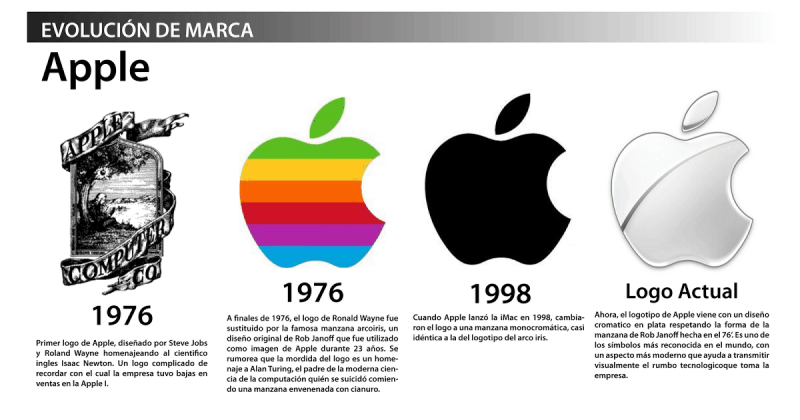 EVOLUCIÓN DE MARCA
Apple
APPLE
COMPUTER
CO.
1976
Primer logo de Apple, diseñado por Steve Jobs
y Roland Wayne homenajeando al cientifico
ingles Isaac Newton. Un logo complicado de
recordar con el cual la empresa tuvo bajas en
ventas en la Apple I.
1976
A finales de 1976, el logo de Ronald Wayne fue
sustituido por la famosa manzana arcoiris, un
diseño original de Rob Janoff que fue utilizado
como imagen de Apple durante 23 años. Se
rumorea que la mordida del logo es un home-
naje a Alan Turing, el padre de la moderna cien-
cia de la computación quién se suicidó comien-
do una manzana envenenada con cianuro.
1998
Cuando Apple lanzó la iMac en 1998, cambia-
ron el logo a una manzana monocromática, casi
idéntica a la del logotipo del arco iris.
Logo Actual
Ahora, el logotipo de Apple viene con un diseño
cromatico en plata respetando la forma de la
manzana de Rob Janoff hecha en el 76'. Es uno de
los símbolos más reconocida en el mundo, con
un aspecto más moderno que ayuda a transmitir
visualmente el rumbo tecnologicoque toma la
empresa.